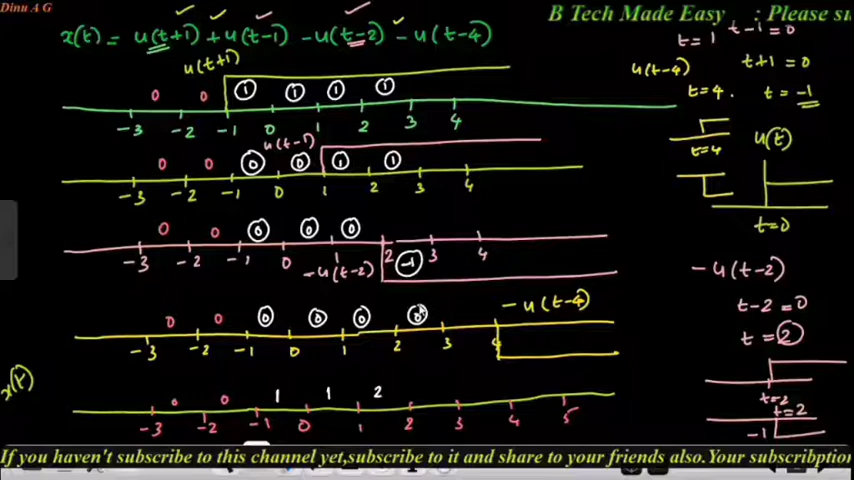 Dinu A G
B Tech Made Easy : Please su
x(t) = u(t+1) + u(t-1) - u(t-2) - u(t-4)
t=1 t-1=0
u(t+1)
u(t-4) t+1=0
t=4. t=-1
0 0 1 1 1 1
-3 -2 -1 0 1 2 3 4
t=4 u(t)
u(t-1)
0 0 0 0 1 1
-3 -2 -1 0 1 2 3 4
t=0
0 0 0 0 0
-3 -2 -1 0 1 2 3 4
-u(t-2) -1
-u(t-2)
t-2=0
t=2
-u(t-4)
0 0 0 0 0 0
-3 -2 -1 0 1 2 3 4
t=2
t=2
-1
x(t)
0 0 1 1 2
-3 -2 -1 0 1 2 3 4 5
If you haven't subscribe to this channel yet,subscribe to it and share to your friends also.Your subscribption